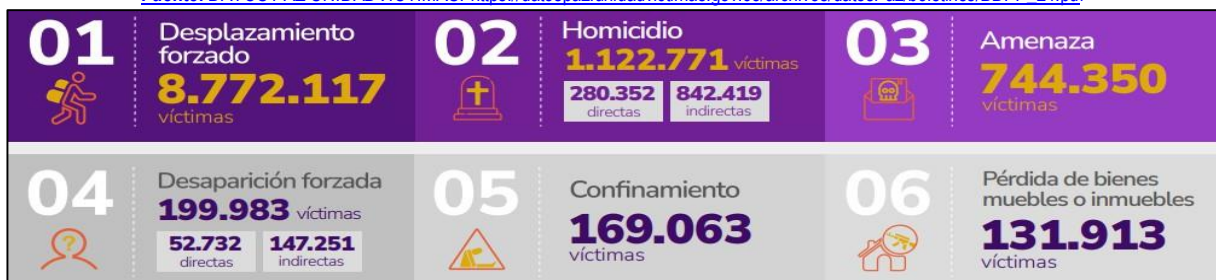 01
Desplazamiento
forzado
8.772.117
víctimas
02
Homicidio
1.122.771 víctimas
280.352 842.419
directas indirectas
03
Amenaza
744.350
víctimas
04
Desaparición forzada
199.983 víctimas
52.732 147.251
directas indirectas
05
Confinamiento
169.063
víctimas
06
Pérdida de bienes
muebles o inmuebles
131.913
víctimas